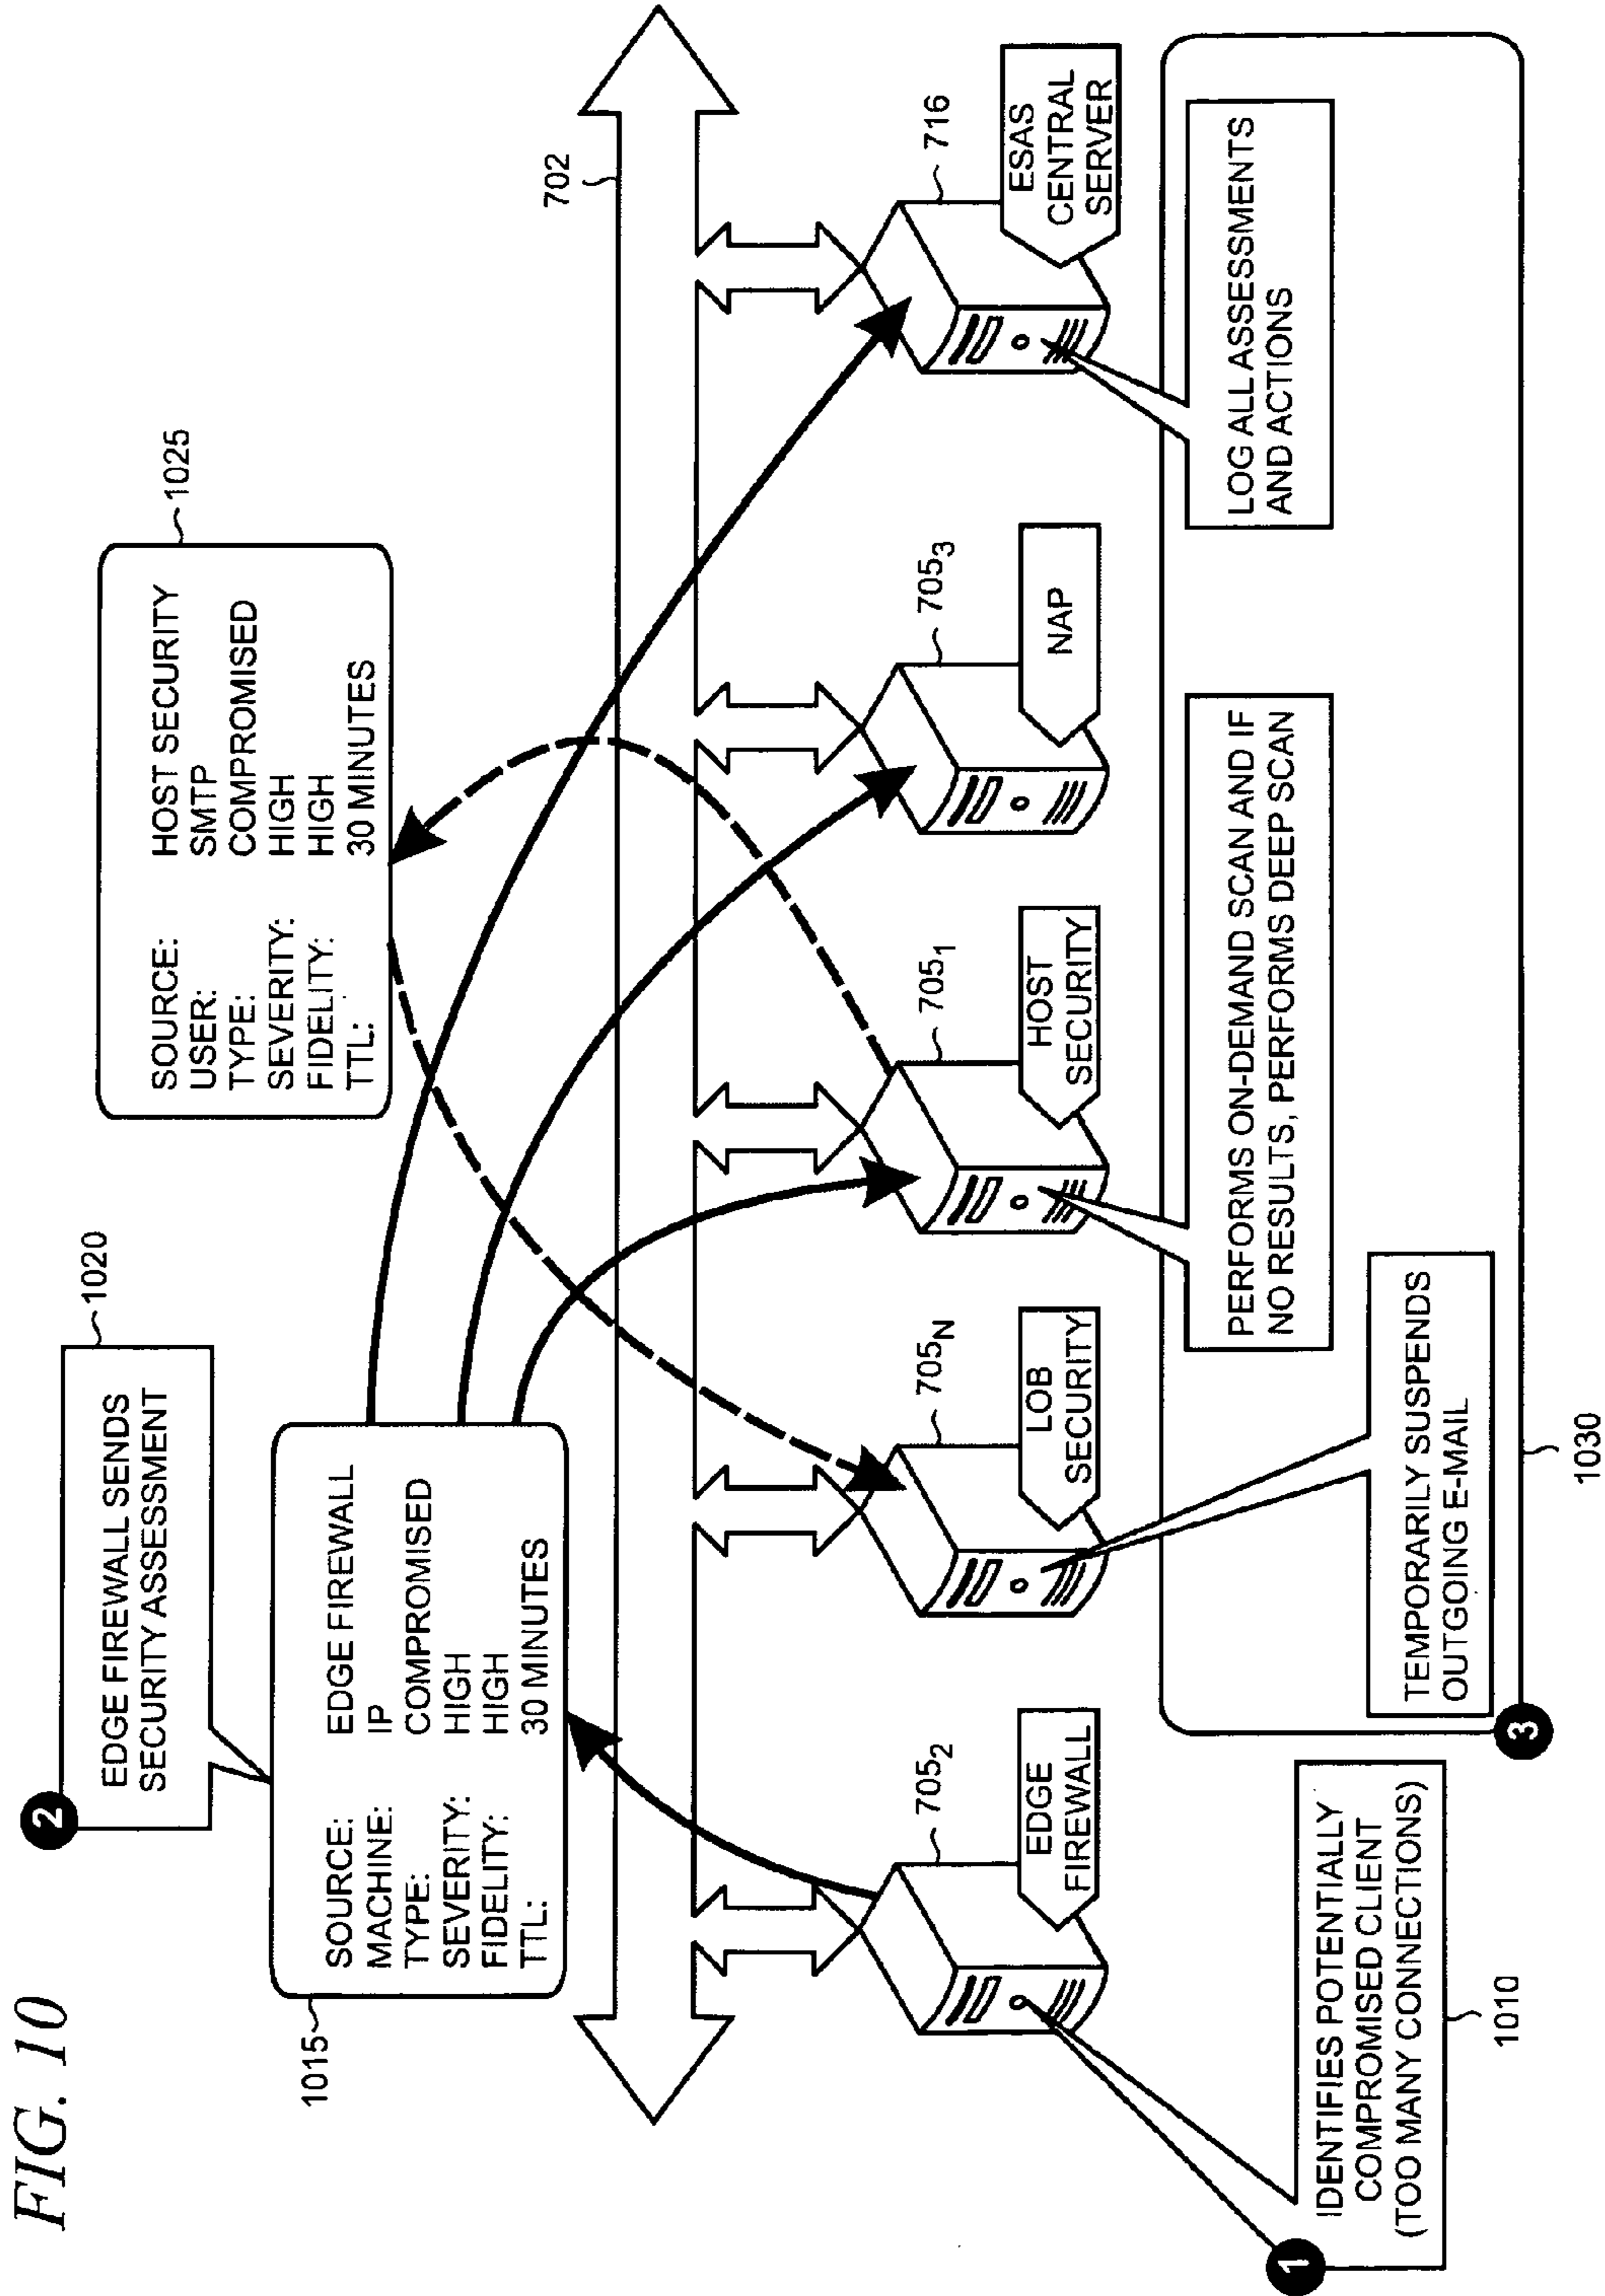 FIG. 10
2
EDGE FIREWALL SENDS
SECURITY ASSESSMENT
1020
1015
SOURCE: EDGE FIREWALL
MACHINE: IP
TYPE: COMPROMISED
SEVERITY: HIGH
FIDELITY: HIGH
TTL: 30 MINUTES
SOURCE: HOST SECURITY
USER: SMTP
TYPE: COMPROMISED
SEVERITY: HIGH
FIDELITY: HIGH
TTL: 30 MINUTES
1025
702
705₂
EDGE
FIREWALL
705N
LOB
SECURITY
705₁
HOST
SECURITY
705₃
NAP
716
ESAS
CENTRAL
SERVER
1
IDENTIFIES POTENTIALLY
COMPROMISED CLIENT
(TOO MANY CONNECTIONS)
1010
3
TEMPORARILY SUSPENDS
OUTGOING E-MAIL
PERFORMS ON-DEMAND SCAN AND IF
NO RESULTS, PERFORMS DEEP SCAN
LOG ALL ASSESSMENTS
AND ACTIONS
1030